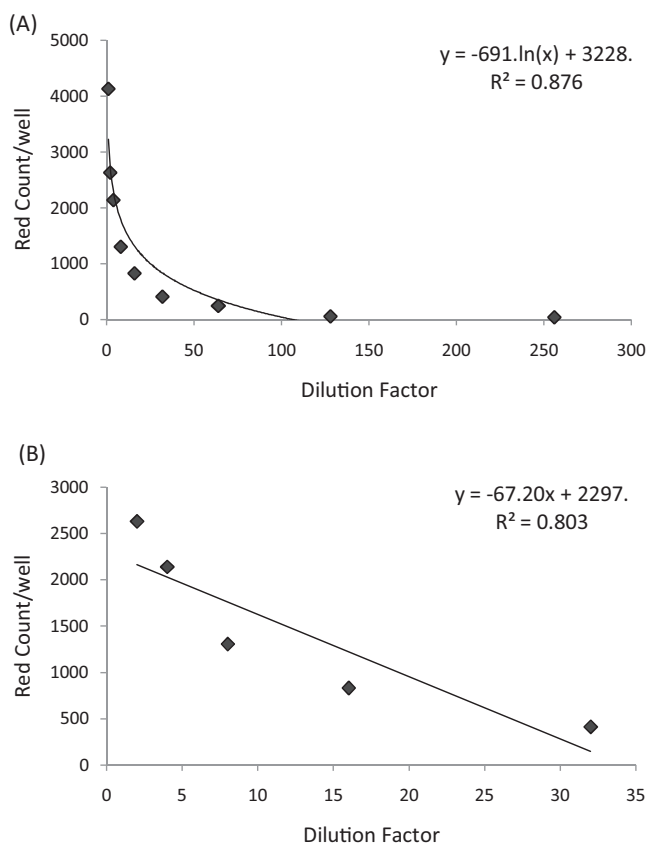 (A)
y = -691.ln(x) + 3228.
R² = 0.876
5000
4000
3000
2000
1000
0
Red Count/well
0 50 100 150 200 250 300
Dilution Factor
(B)
y = -67.20x + 2297.
R² = 0.803
3000
2500
2000
1500
1000
500
0
Red Count/well
0 5 10 15 20 25 30 35
Dilution Factor